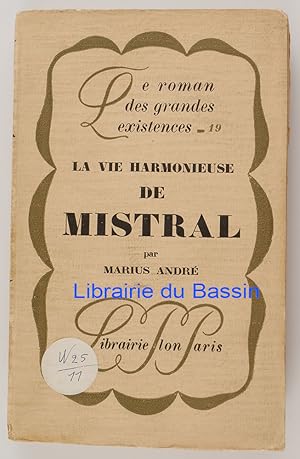 Le roman
des grandes
existences - 19
LA VIE HARMONIEUSE
DE
MISTRAL
par
MARIUS ANDRÉ
Librairie du Bassin
Librairie Plon Paris
W25
11